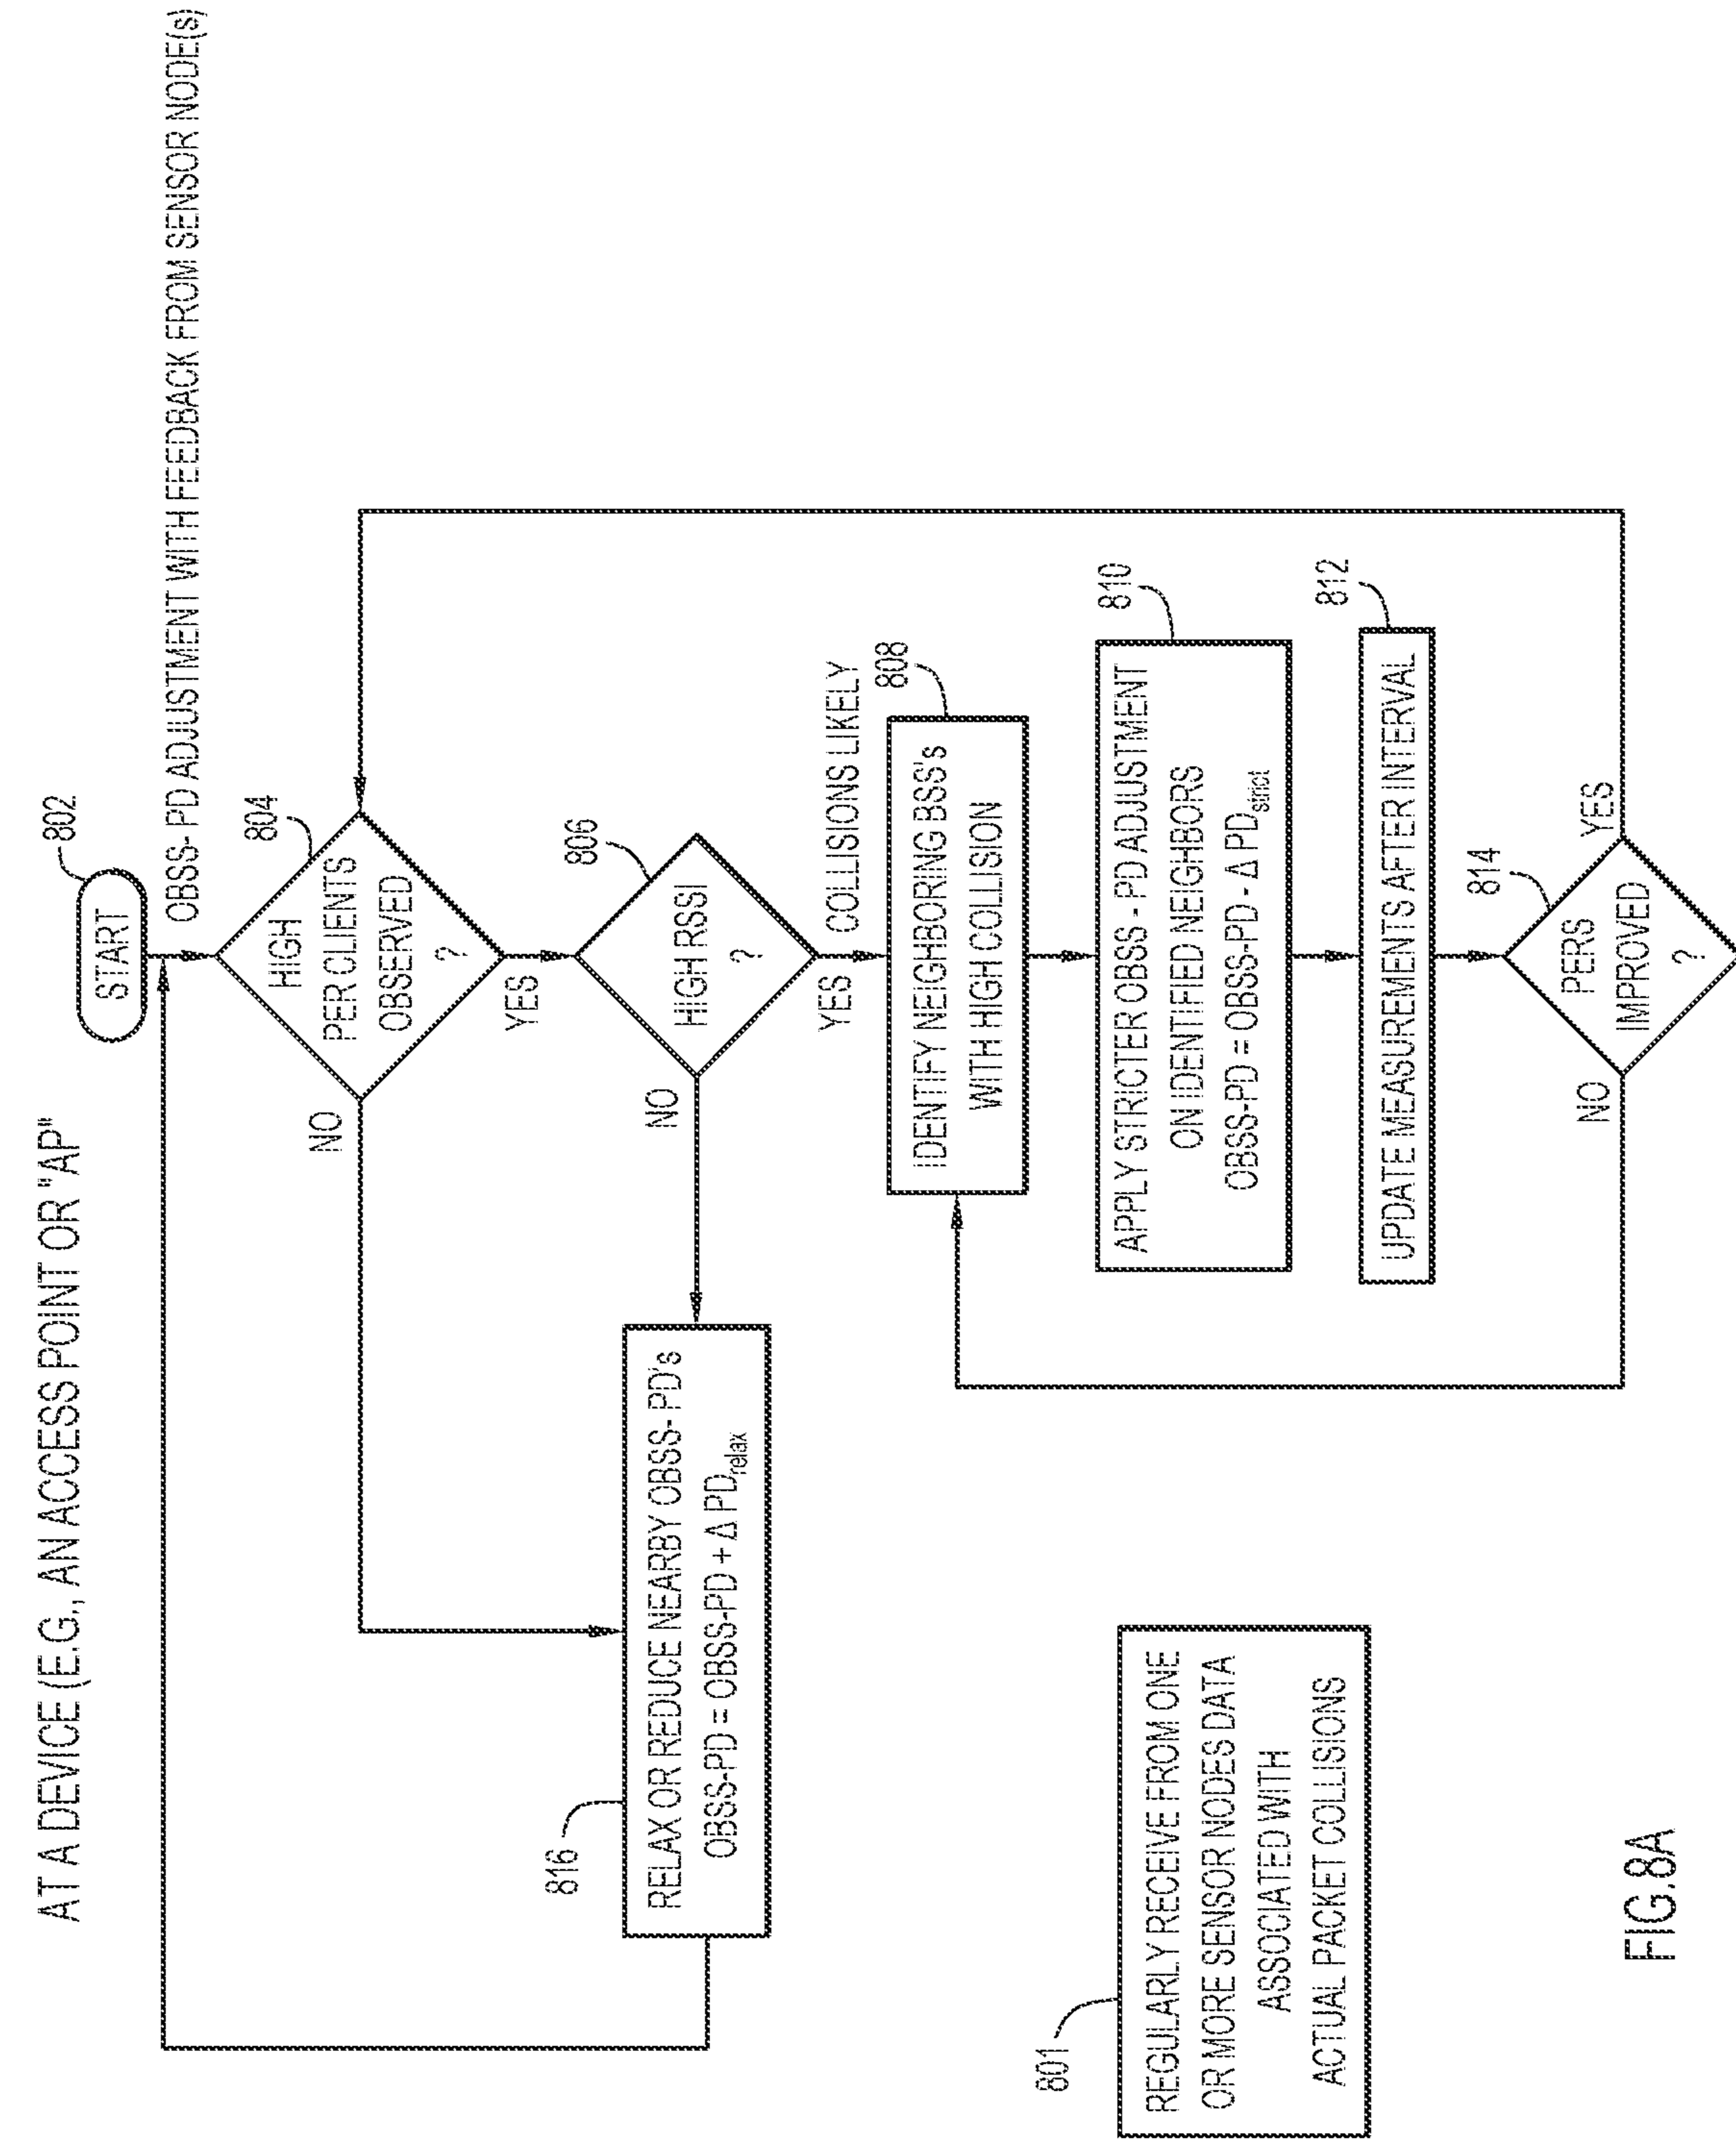 AT A DEVICE (E.G., AN ACCESS POINT OR "AP"
802
START
OBSS- PD ADJUSTMENT WITH FEEDBACK FROM SENSOR NODE(s)
804
HIGH
PER CLIENTS
OBSERVED
?
NO
YES
806
HIGH RSSI
?
NO
YES
COLLISIONS LIKELY
816
RELAX OR REDUCE NEARBY OBSS- PD's
OBSS-PD = OBSS-PD + Δ PDrelax
808
IDENTIFY NEIGHBORING BSS's
WITH HIGH COLLISION
810
APPLY STRICTER OBSS - PD ADJUSTMENT
ON IDENTIFIED NEIGHBORS
OBSS-PD = OBSS-PD - Δ PDstrict
812
UPDATE MEASUREMENTS AFTER INTERVAL
814
PERS
IMPROVED
?
NO
YES
801
REGULARLY RECEIVE FROM ONE
OR MORE SENSOR NODES DATA
ASSOCIATED WITH
ACTUAL PACKET COLLISIONS
FIG.8A